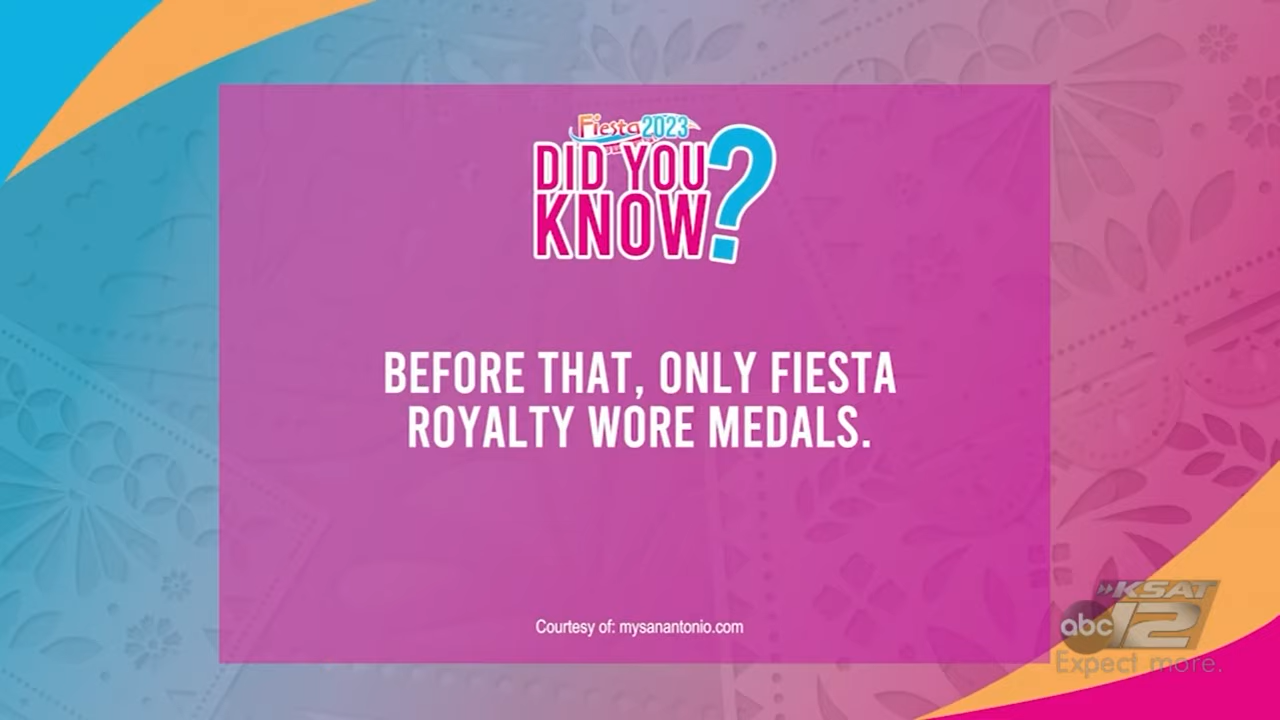 Fiesta 2023
DID YOU
KNOW?
BEFORE THAT, ONLY FIESTA
ROYALTY WORE MEDALS.
Courtesy of: mysanantonio.com
KSAT
abc 12
Expect more.